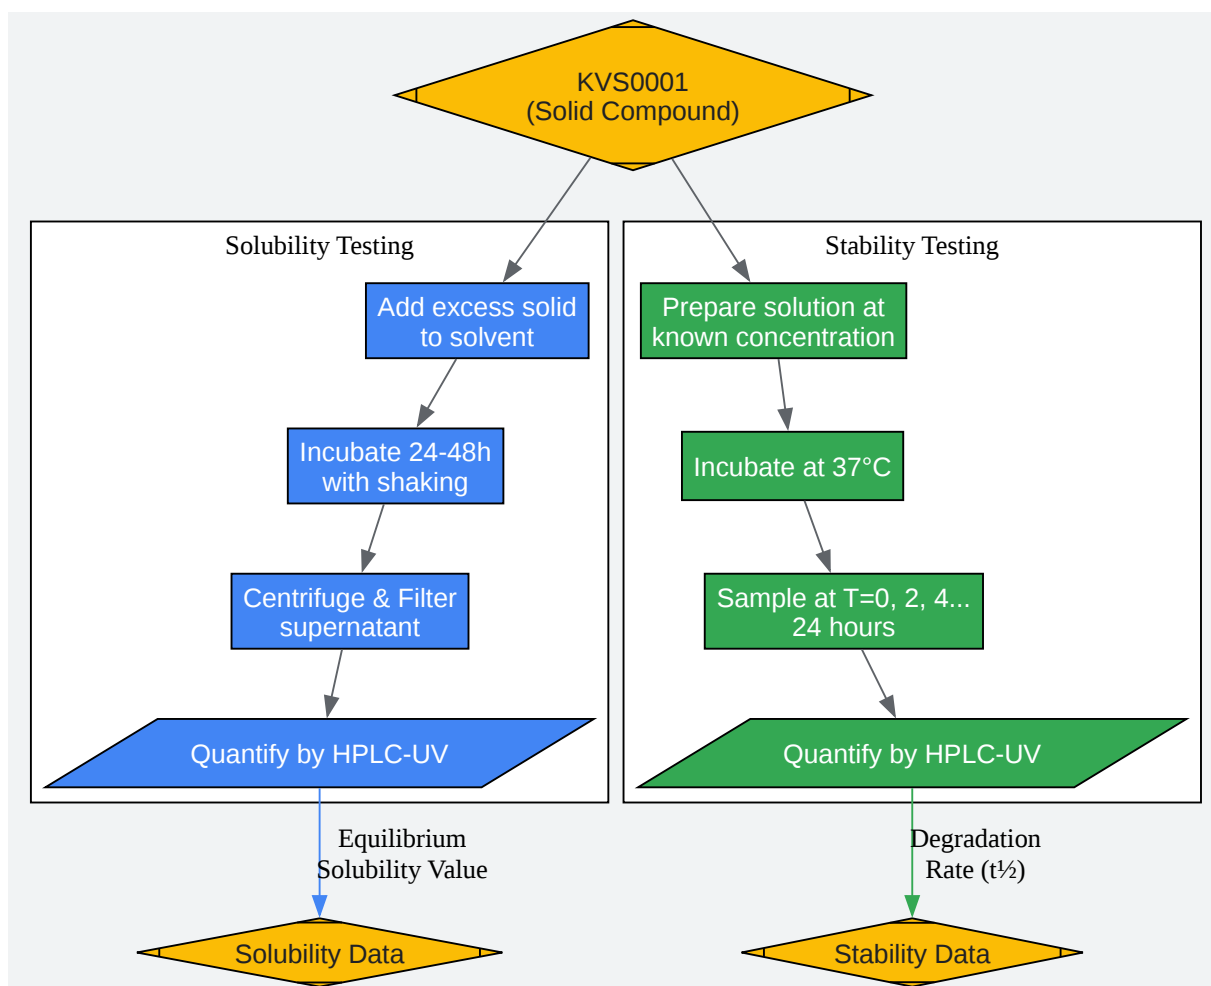 KVS0001
(Solid Compound)
Solubility Testing
Add excess solid
to solvent
Incubate 24-48h
with shaking
Centrifuge & Filter
supernatant
Quantify by HPLC-UV
Equilibrium
Solubility Value
Solubility Data
Stability Testing
Prepare solution at
known concentration
Incubate at 37°C
Sample at T=0, 2, 4...
24 hours
Quantify by HPLC-UV
Degradation
Rate (t½)
Stability Data